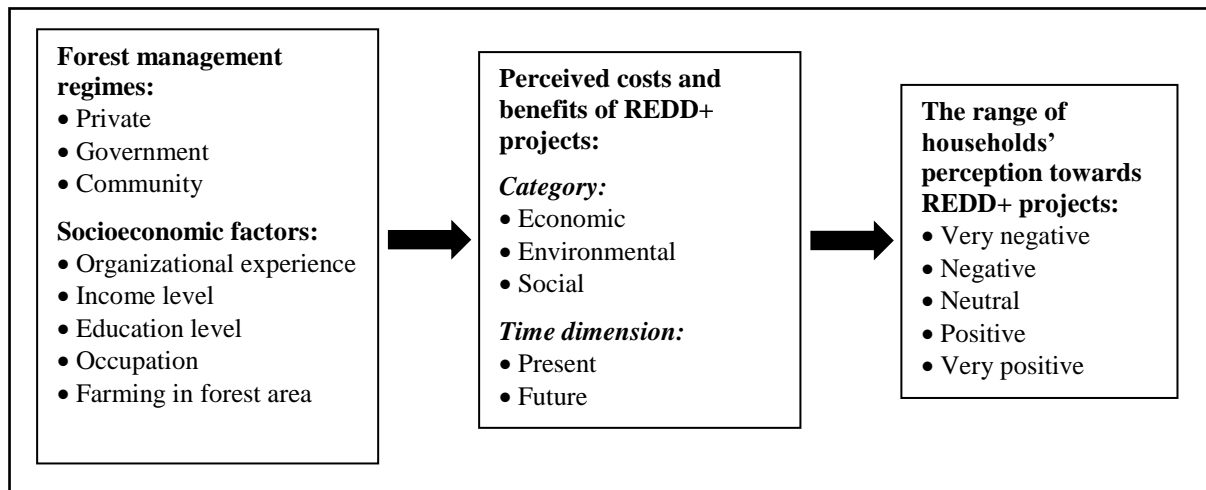 Forest management
regimes:
• Private
• Government
• Community
Socioeconomic factors:
• Organizational experience
• Income level
• Education level
• Occupation
• Farming in forest area
Perceived costs and
benefits of REDD+
projects:
Category:
• Economic
• Environmental
• Social
Time dimension:
• Present
• Future
The range of
households’
perception towards
REDD+ projects:
• Very negative
• Negative
• Neutral
• Positive
• Very positive